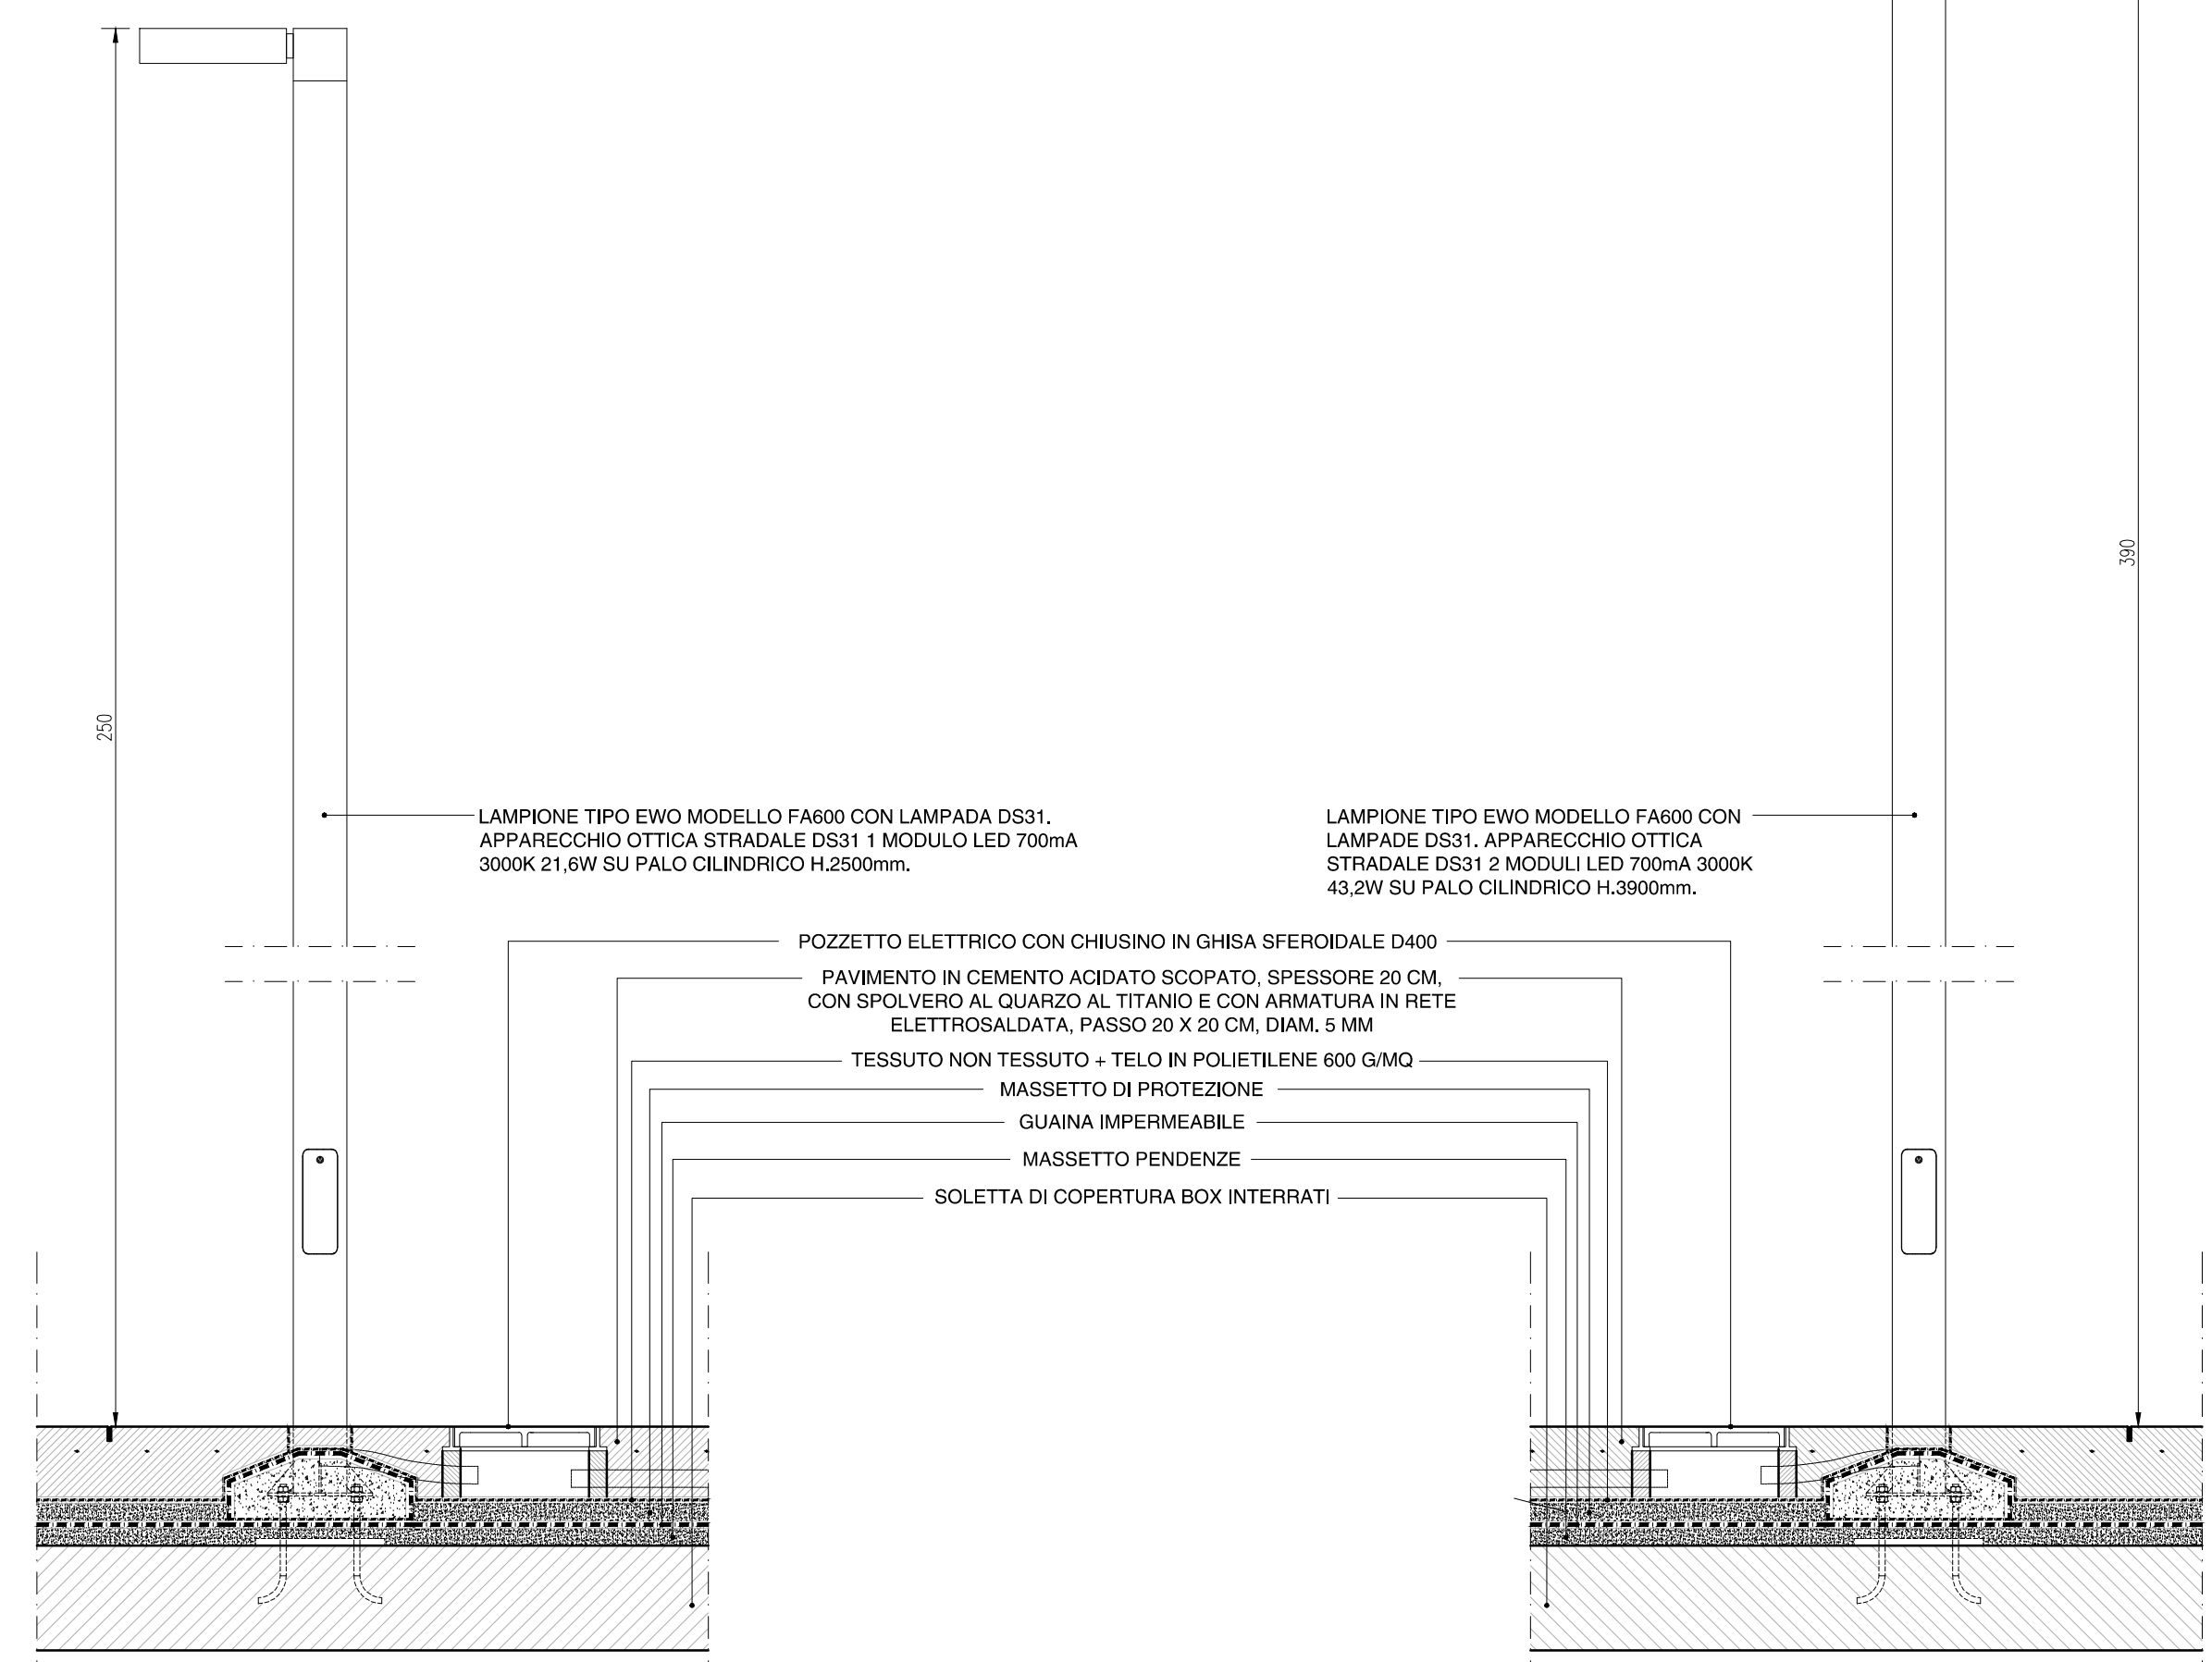 390
250
LAMPIONE TIPO EWO MODELLO FA600 CON LAMPADA DS31.
APPARECCHIO OTTICA STRADALE DS31 1 MODULO LED 700mA
3000K 21,6W SU PALO CILINDRICO H.2500mm.
LAMPIONE TIPO EWO MODELLO FA600 CON
LAMPADE DS31. APPARECCHIO OTTICA
STRADALE DS31 2 MODULI LED 700mA 3000K
43,2W SU PALO CILINDRICO H.3900mm.
POZZETTO ELETTRICO CON CHIUSINO IN GHISA SFEROIDALE D400
PAVIMENTO IN CEMENTO ACIDATO SCOPATO, SPESSORE 20 CM,
CON SPOLVERO AL QUARZO AL TITANIO E CON ARMATURA IN RETE
ELETTROSALDATA, PASSO 20 X 20 CM, DIAM. 5 MM
TESSUTO NON TESSUTO + TELO IN POLIETILENE 600 G/MQ
MASSETTO DI PROTEZIONE
GUAINA IMPERMEABILE
MASSETTO PENDENZE
SOLETTA DI COPERTURA BOX INTERRATI